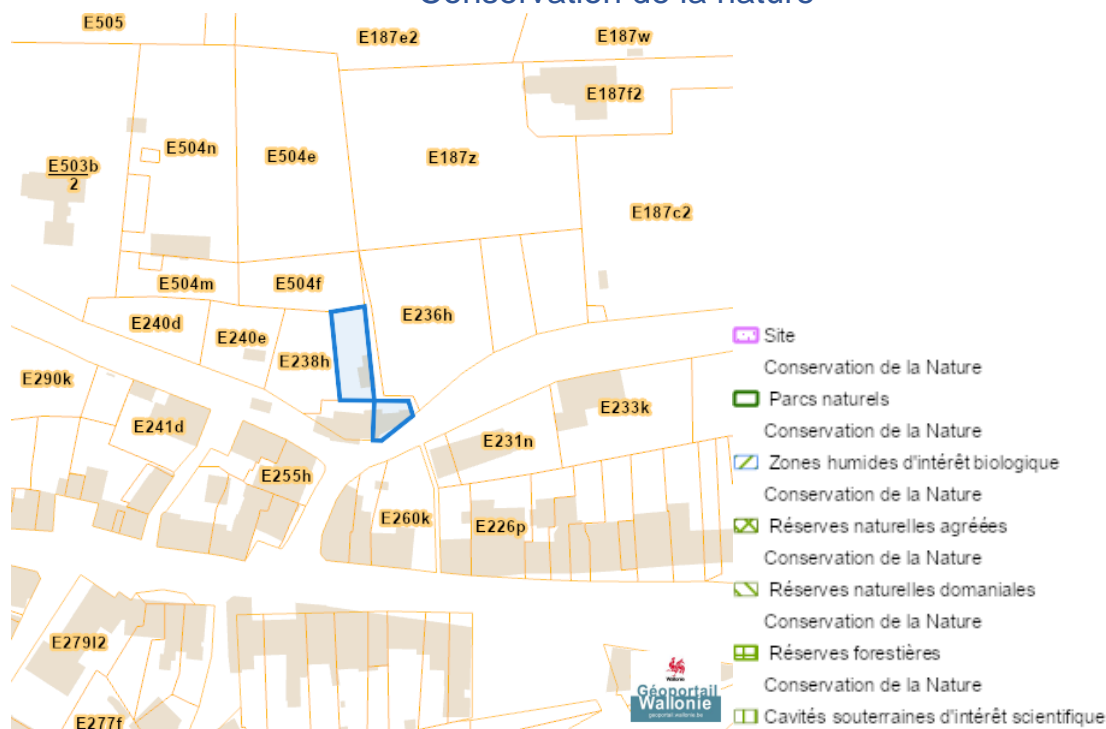 Conservation de la nature
E505
E187e2
E187w
E187f2
E504n
E504e
E187z
E503b
2
E187c2
E504m
E504f
E240d
E240e
E236h
E238h
E290k
E241d
E233k
E231n
E255h
E260k
E226p
E279l2
E277f
Wallonie
Géoportail
Wallonie
geoportail.wallonie.be
Site
Conservation de la Nature
Parcs naturels
Conservation de la Nature
Zones humides d'intérêt biologique
Conservation de la Nature
Réserves naturelles agréées
Conservation de la Nature
Réserves naturelles domaniales
Conservation de la Nature
Réserves forestières
Conservation de la Nature
Cavités souterraines d'intérêt scientifique